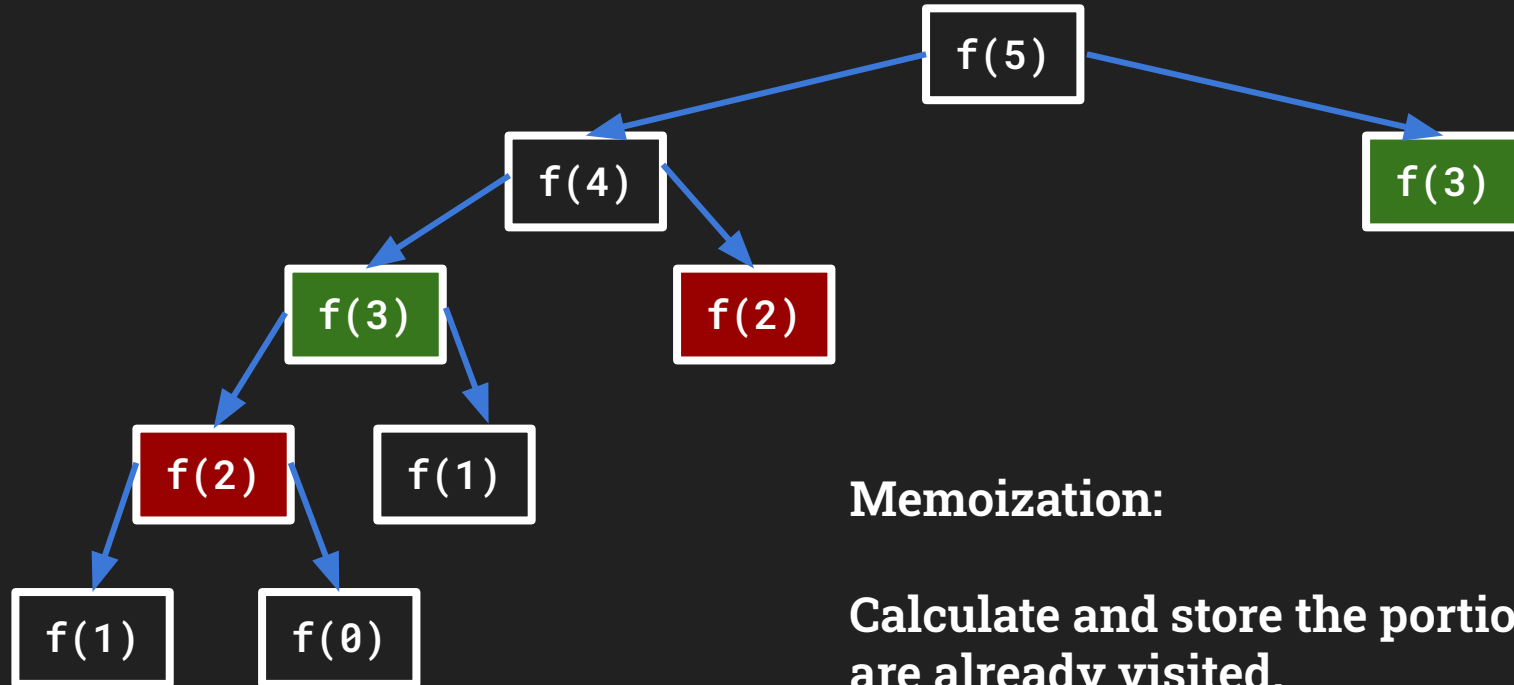 f(5)
f(4)
f(3)
f(3)
f(2)
f(2)
f(1)
f(1)
f(0)
Memoization:
Calculate and store the
are already visited.